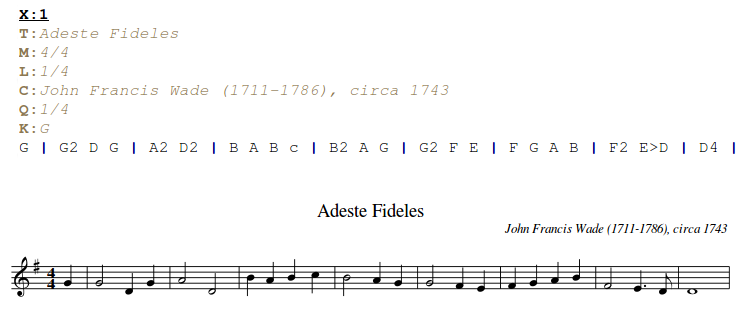 X:1
T:Adeste Fideles
M:4/4
L:1/4
C:John Francis Wade (1711-1786), circa 1743
Q:1/4
K:G
G | G2 D G | A2 D2 | B A B c | B2 A G | G2 F E | F G A B | F2 E>D | D4 |
Adeste Fideles
John Francis Wade (1711-1786), circa 1743
4
4